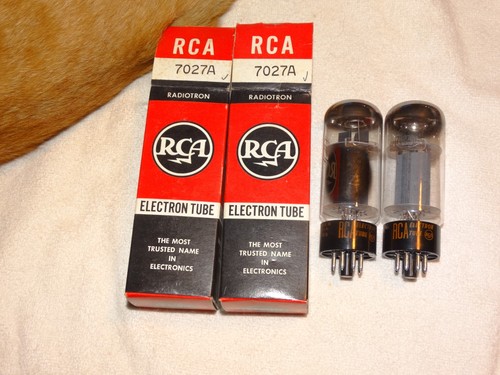 RCA
7027A
RADIOTRON
RCA
ELECTRON TUBE
THE MOST
TRUSTED NAME
IN
ELECTRONICS
RCA
7027A
RADIOTRON
RCA
ELECTRON TUBE
THE MOST
TRUSTED NAME
IN
ELECTRONICS
RCA
RCA